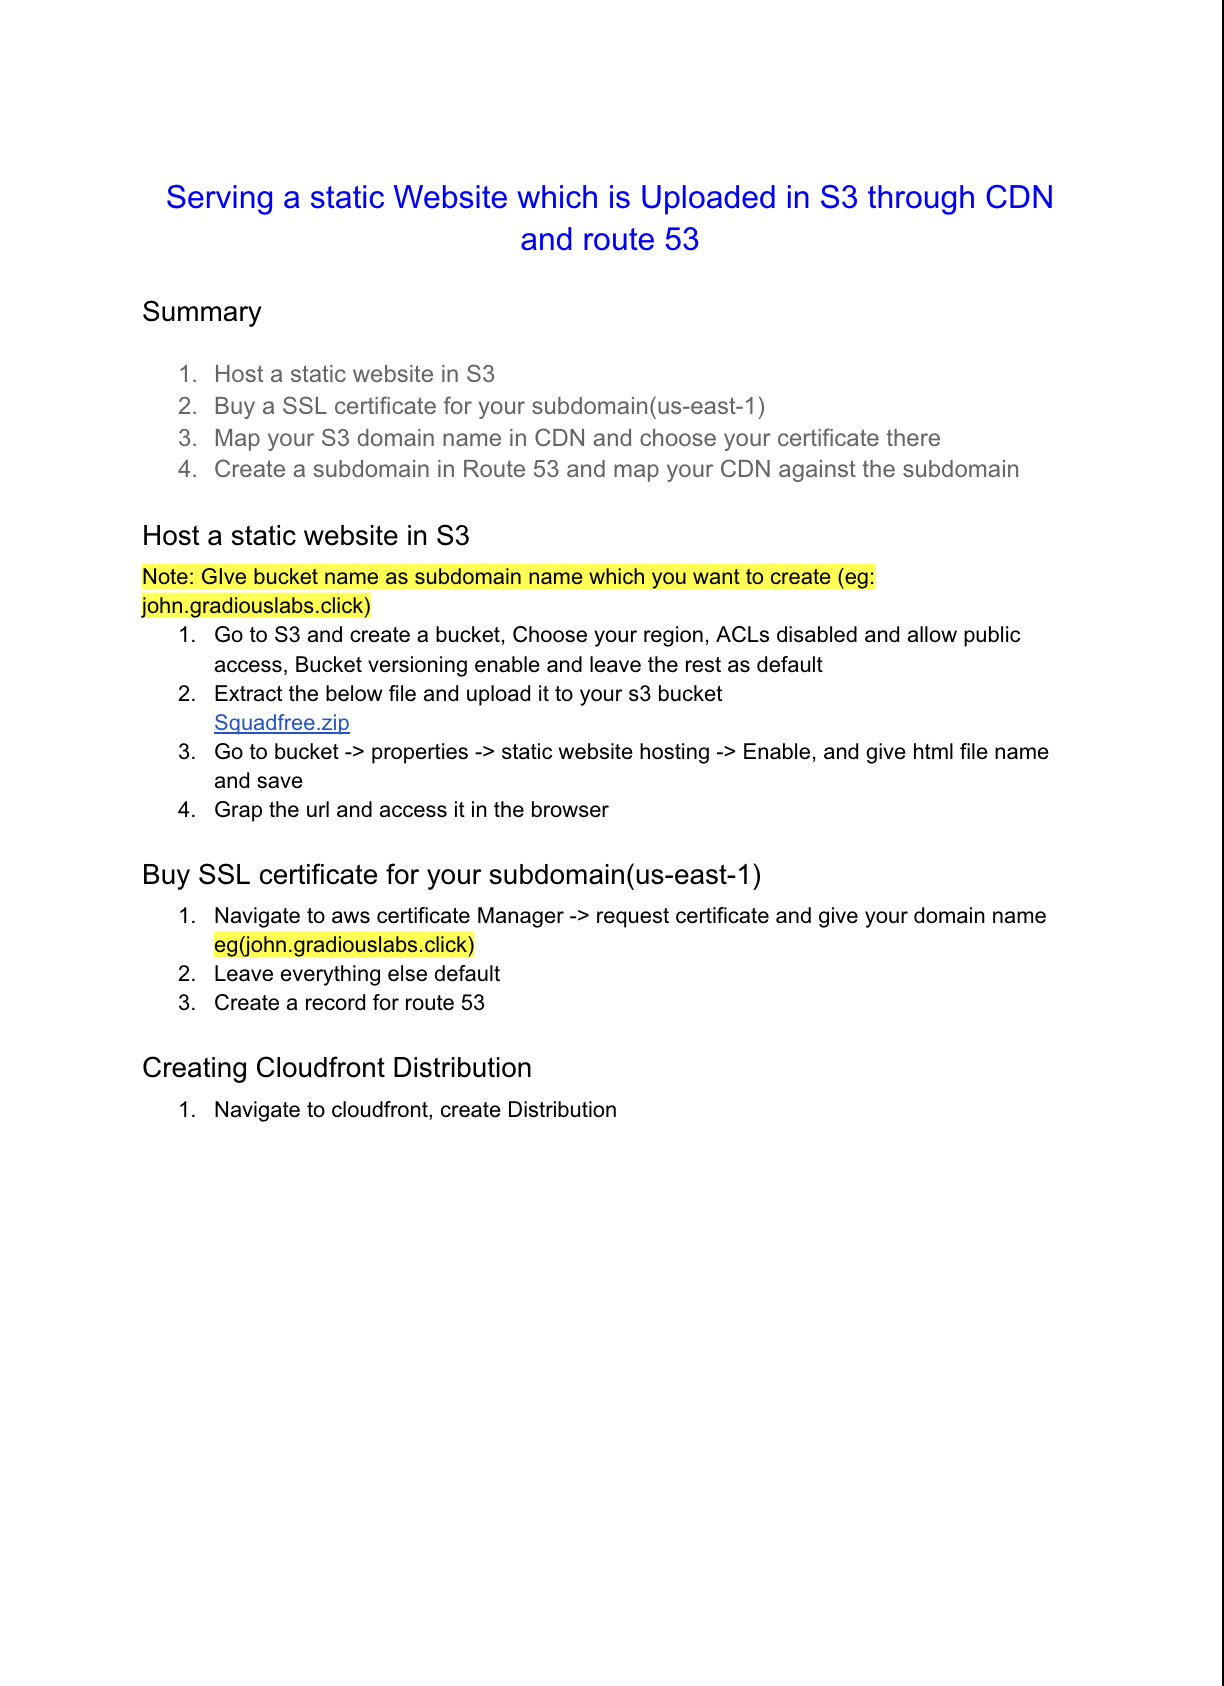 Serving a static Website which is Uploaded in S3 through CDN
and route 53
Summary
1. Host a static website in S3
2. Buy a SSL certificate for your subdomain(us-east-1)
3. Map your S3 domain name in CDN and choose your certificate there
4. Create a subdomain in Route 53 and map your CDN against the subdomain
Host a static website in S3
Note: GIve bucket name as subdomain name which you want to create (eg:
john.gradiouslabs.click)
1. Go to S3 and create a bucket, Choose your region, ACLs disabled and allow public
access, Bucket versioning enable and leave the rest as default
2. Extract the below file and upload it to your s3 bucket
Squadfree.zip
3. Go to bucket -> properties -> static website hosting -> Enable, and give html file name
and save
4. Grap the url and access it in the browser
Buy SSL certificate for your subdomain(us-east-1)
1. Navigate to aws certificate Manager -> request certificate and give your domain name
eg(john.gradiouslabs.click)
2. Leave everything else default
3. Create a record for route 53
Creating Cloudfront Distribution
1. Navigate to cloudfront, create Distribution